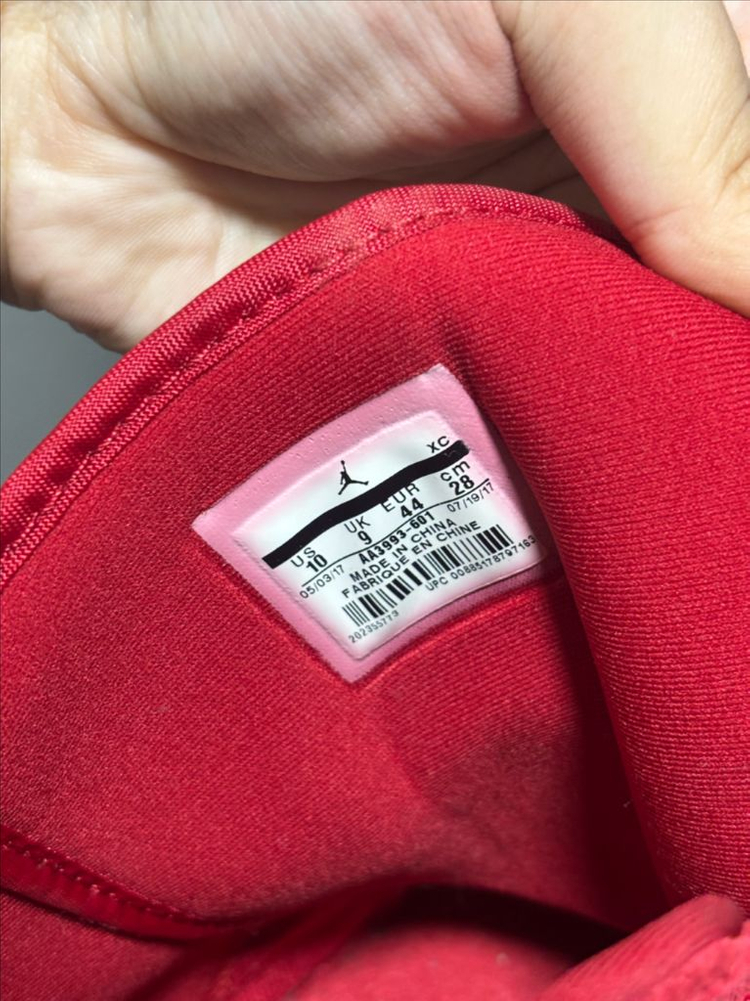 XC
US UK EUR cm
10 9 44 28
05/03/17 AA3993-601 07/19/17
MADE IN CHINA
FABRIQUE EN CHINE
UPC 00885178797163
202355773